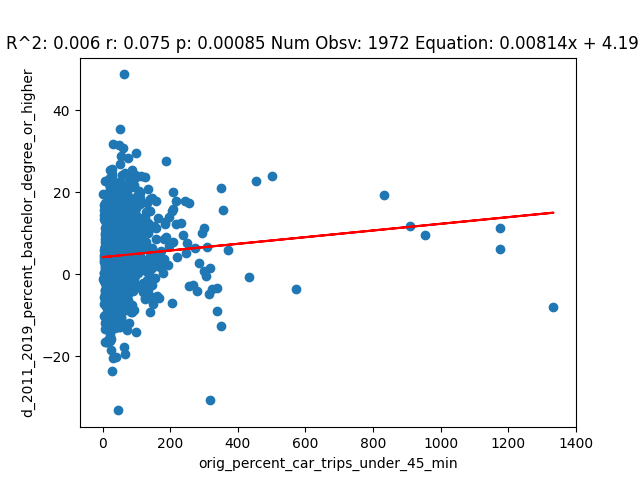 R^2: 0.006 r: 0.075 p: 0.00085 Num Obsv: 1972 Equation: 0.00814x + 4.19
d_2011_2019_percent_bachelor_degree_or_higher
40
20
0
−20
0 200 400 600 800 1000 1200 1400
orig_percent_car_trips_under_45_min